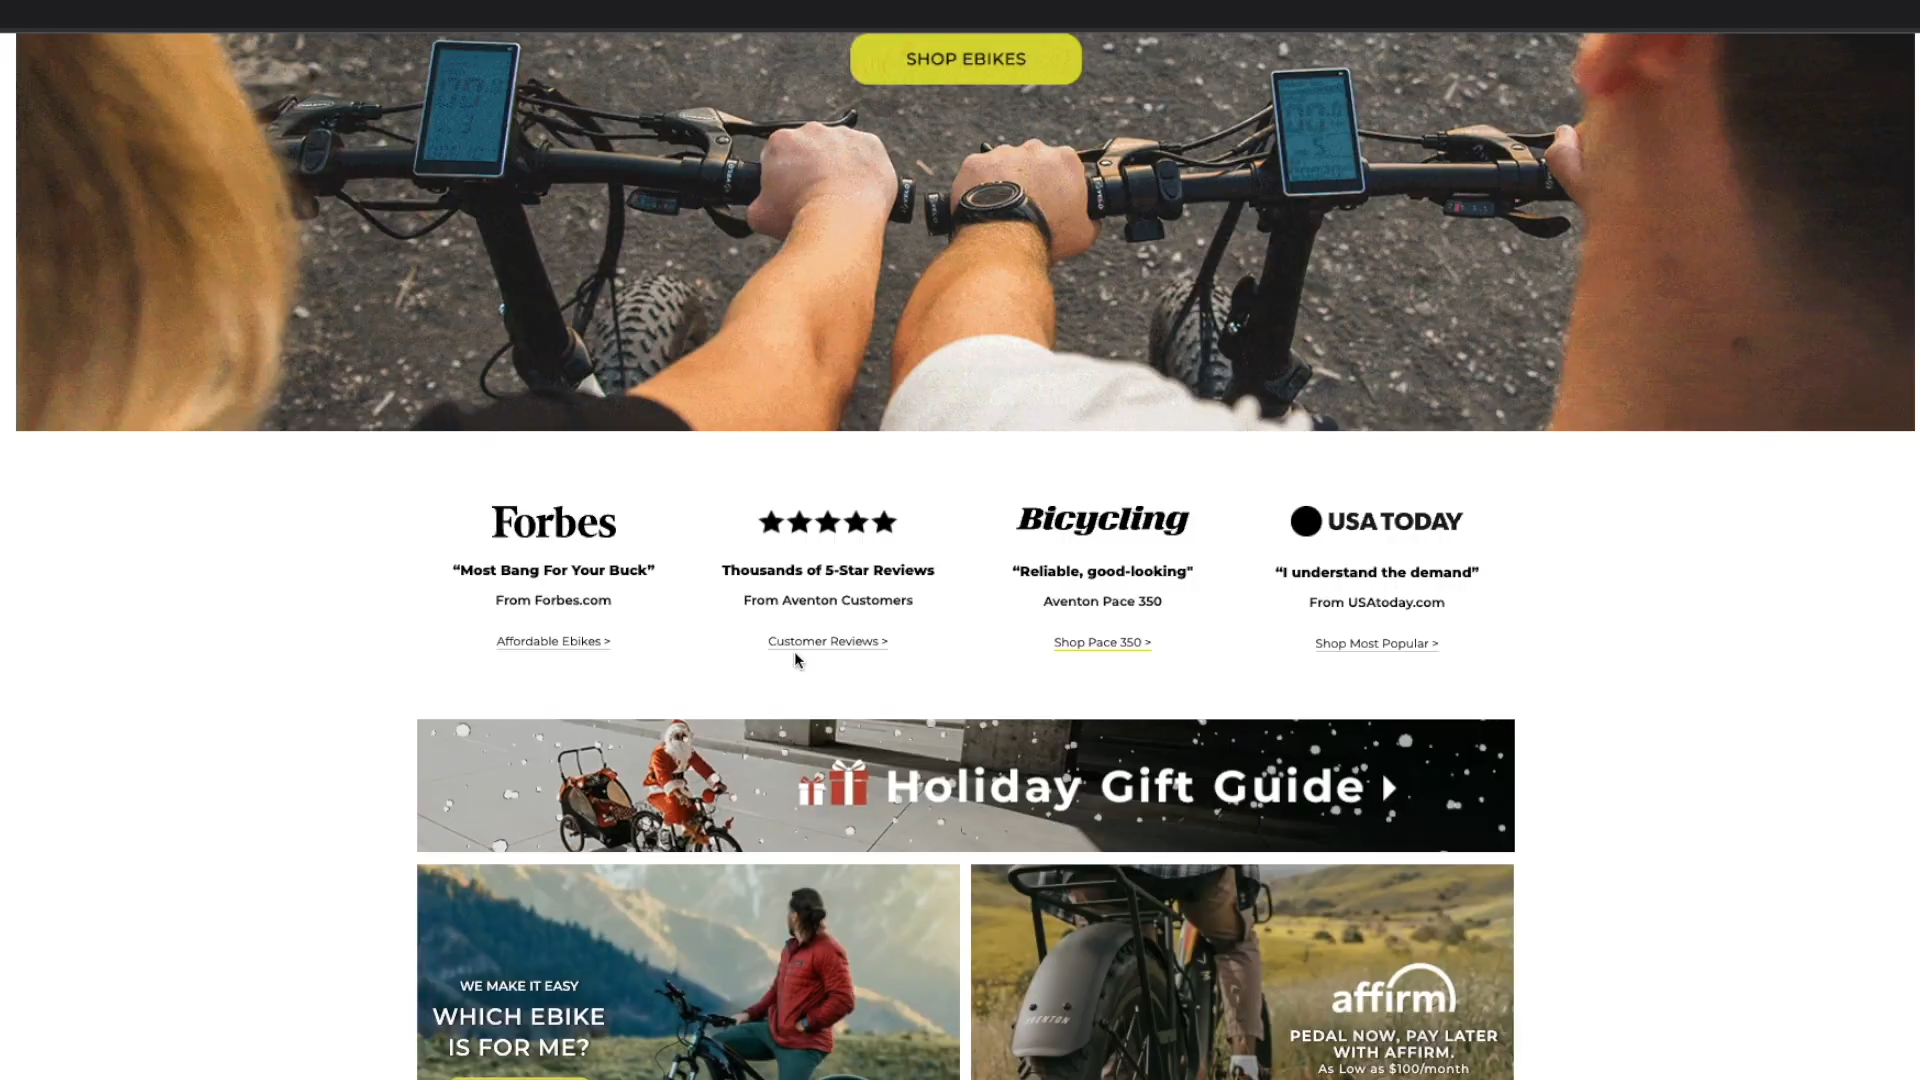 SHOP EBIKES
Forbes
“Most Bang For Your Buck”
From Forbes.com
Affordable Ebikes >
Thousands of 5-Star Reviews
From Aventon Customers
Customer Reviews >
Bicycling
“Reliable, good-looking"
Aventon Pace 350
Shop Pace 350 >
USA TODAY
“I understand the demand”
From USAtoday.com
Shop Most Popular >
Holiday Gift Guide
WE MAKE IT EASY
WHICH EBIKE
IS FOR ME?
AVENTON
affirm
PEDAL NOW, PAY LATER
WITH AFFIRM.
As Low as $100/month